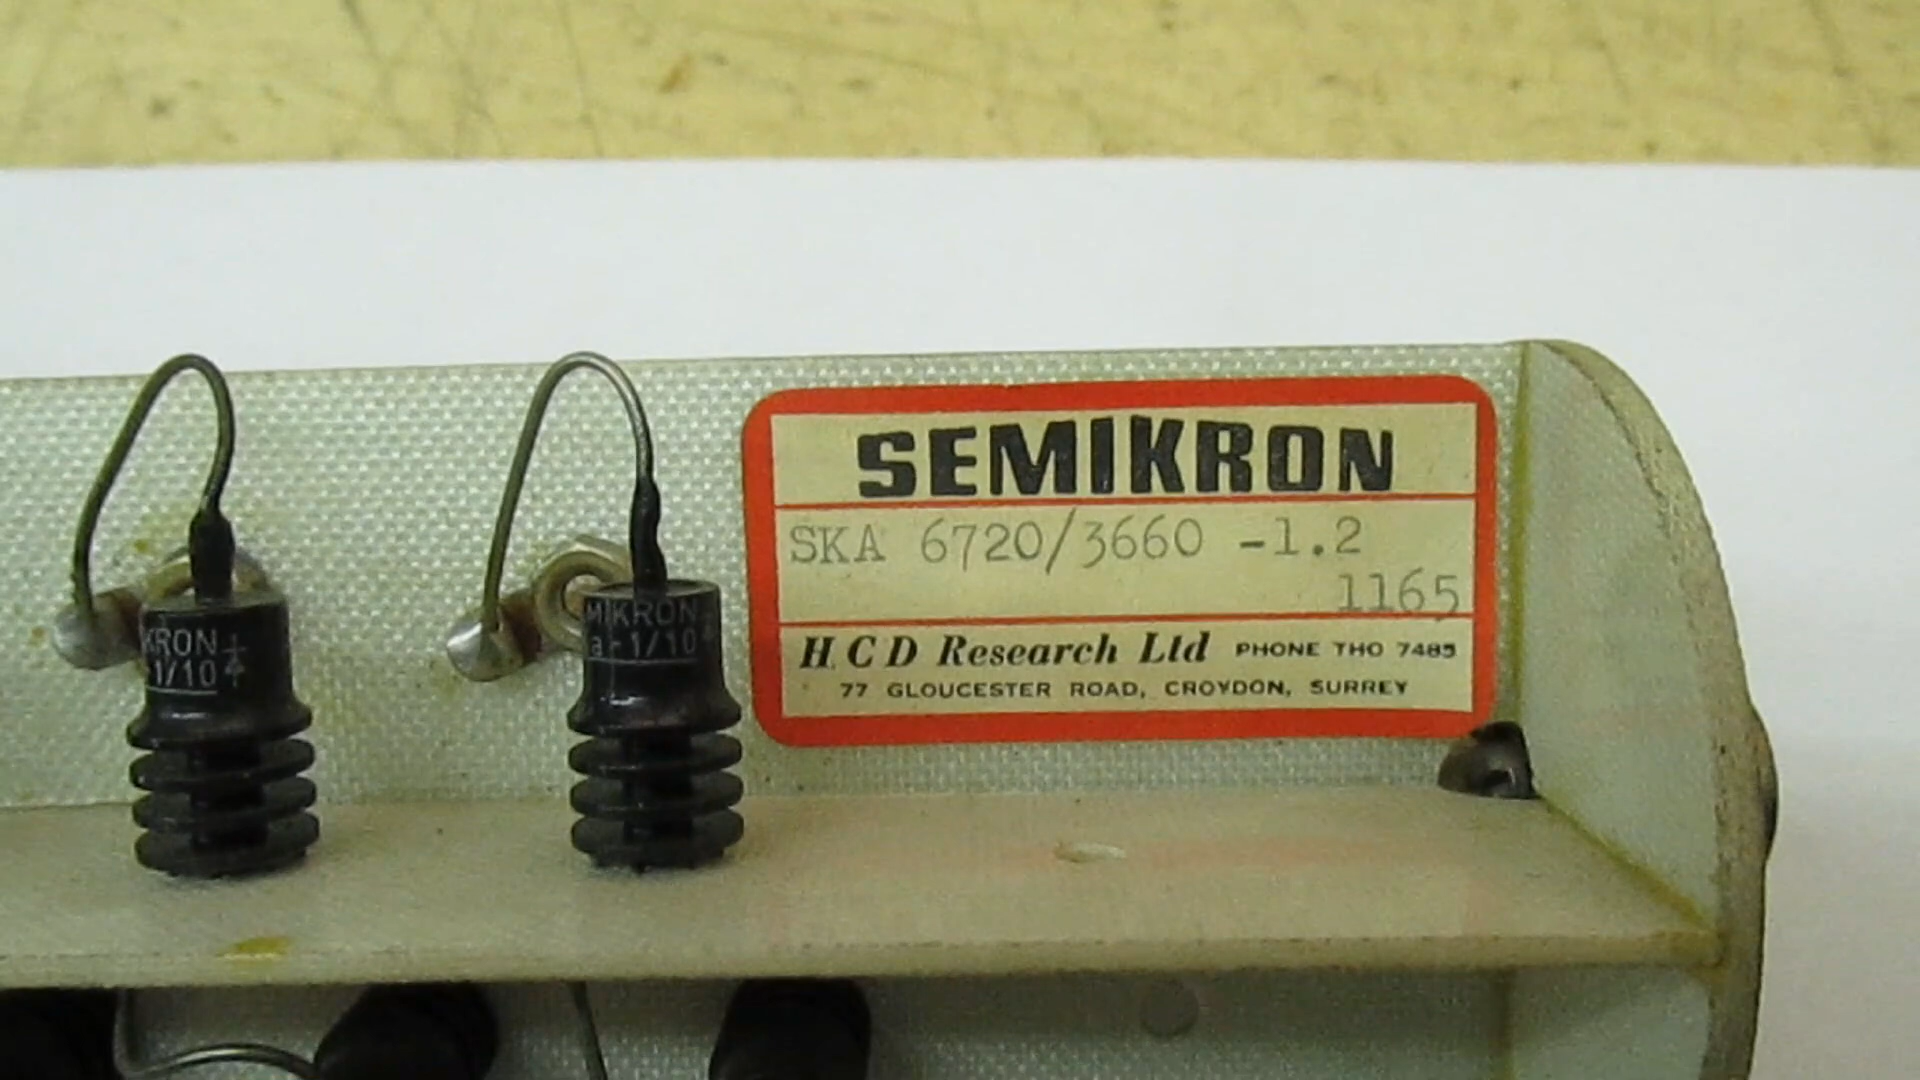 SEMIKRON
SKA 6720/3660 -1.2
1165
H.C D Research Ltd PHONE THO 7485
77 GLOUCESTER ROAD, CROYDON, SURREY
KRON
1/10
MIKRON
a-1/10